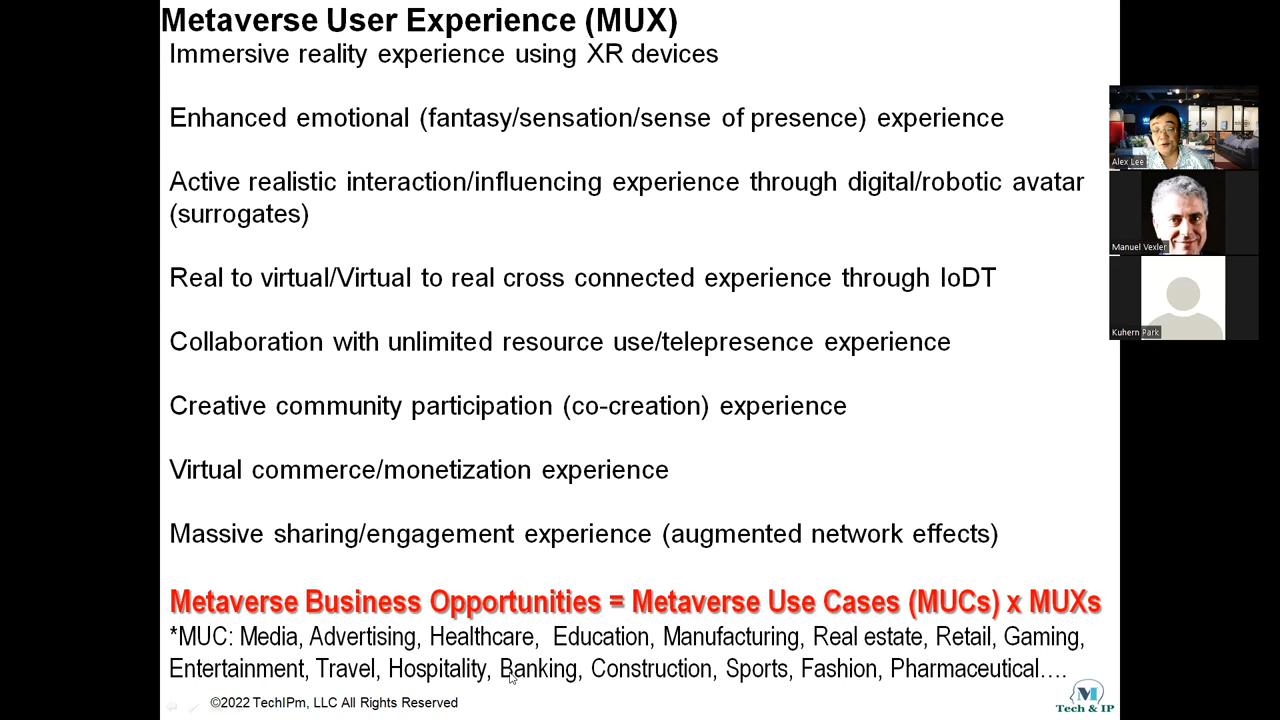 Metaverse User Experience (MUX)
Immersive reality experience using XR devices
Enhanced emotional (fantasy/sensation/sense of presence) experience
Active realistic interaction/influencing experience through digital/robotic avatar
(surrogates)
Real to virtual/Virtual to real cross connected experience through IoDT
Collaboration with unlimited resource use/telepresence experience
Creative community participation (co-creation) experience
Virtual commerce/monetization experience
Massive sharing/engagement experience (augmented network effects)
Metaverse Business Opportunities = Metaverse Use Cases (MUCs) x MUXs
*MUC: Media, Advertising, Healthcare, Education, Manufacturing, Real estate, Retail, Gaming,
Entertainment, Travel, Hospitality, Banking, Construction, Sports, Fashion, Pharmaceutical....
©2022 TechIPm, LLC All Rights Reserved
M
Tech & IP
Alex Lee
Manuel Vexler
Kuhern Park